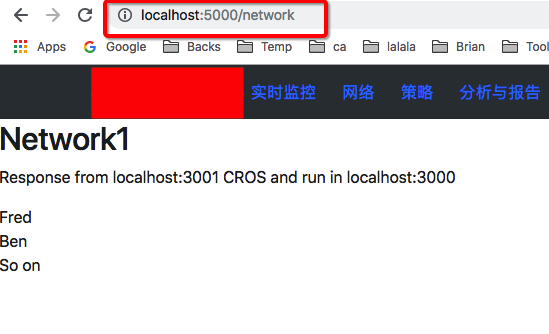 localhost:5000/network
Apps Google Backs Temp ca lalala Brian Tool
实时监控 网络 策略 分析与报告
Network1
Response from localhost:3001 CROS and run in localhost:3000
Fred
Ben
So on